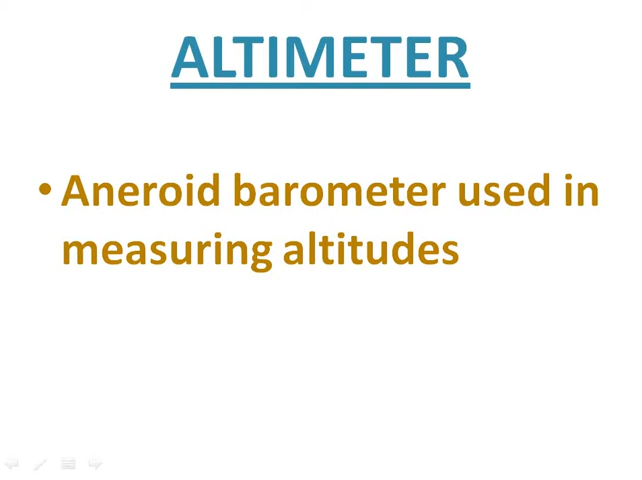 ALTIMETER
• Aneroid barometer used in
measuring altitudes